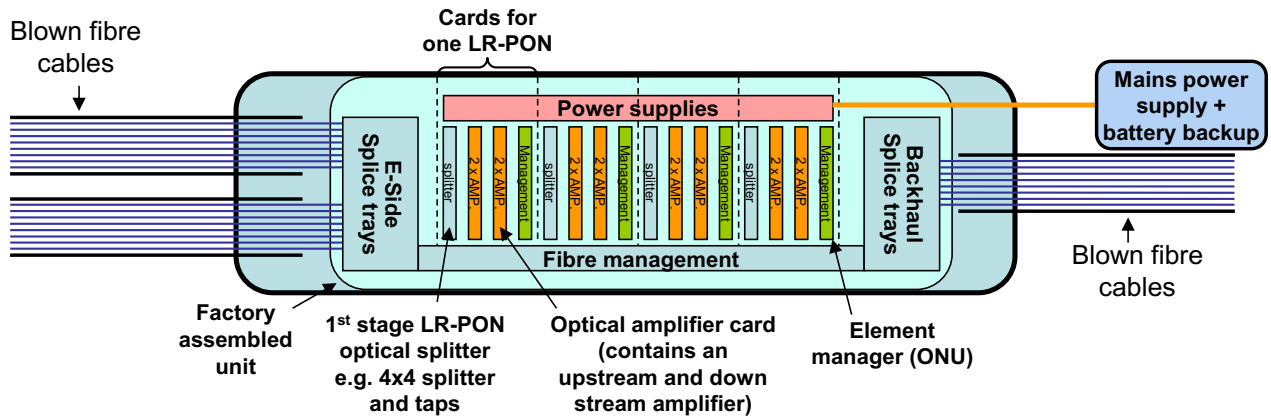 Cards for
one LR-PON
Blown fibre
cables
Mains power
supply +
battery backup
Power supplies
E-Side
Splice trays
splitter
2 x AMP.
2 x AMP.
Management
splitter
2 x AMP.
2 x AMP.
Management
splitter
2 x AMP.
2 x AMP.
Management
splitter
2 x AMP.
2 x AMP.
Management
Backhaul
Splice trays
Fibre management
Blown fibre
cables
Factory
assembled
unit
1st stage LR-PON
optical splitter
e.g. 4x4 splitter
and taps
Optical amplifier card
(contains an
upstream and down
stream amplifier)
Element
manager (ONU)